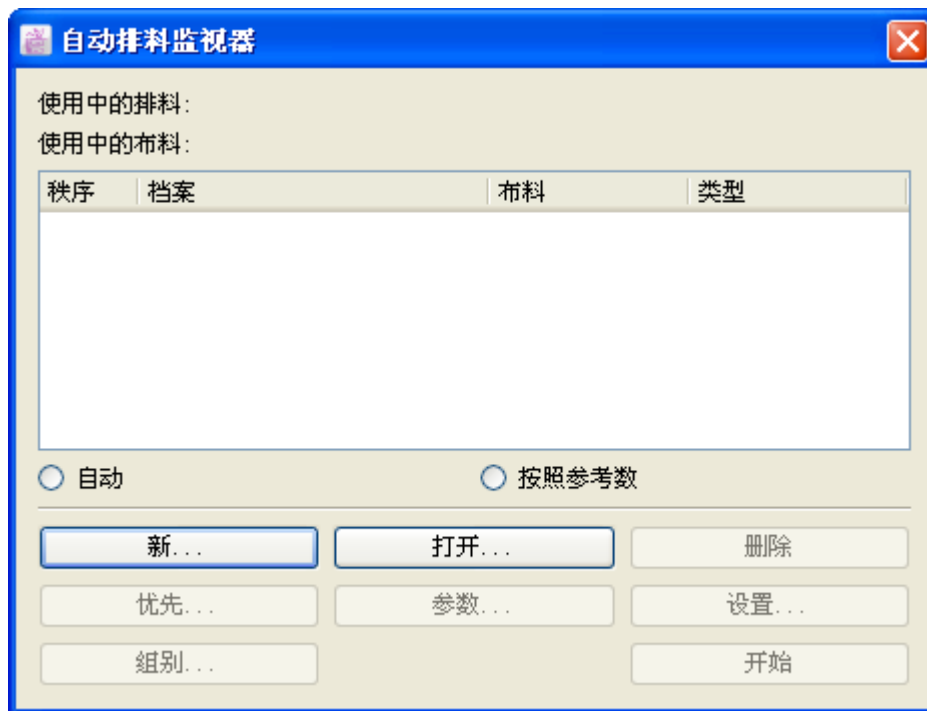 自动排料监视器
使用中的排料:
使用中的布料:
秩序 档案 布料 类型
自动 按照参考数
新... 打开... 删除
优先... 参数... 设置...
组别... 开始